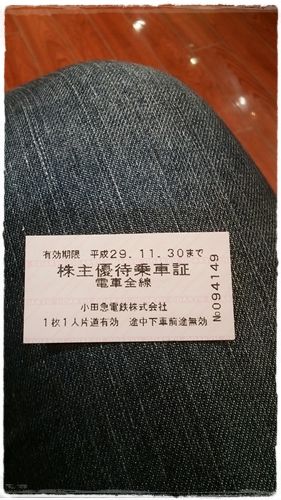 有効期限 平成29.11.30まで
株主優待乗車証
電車全線
小田急電鉄株式会社
1枚1人片道有効 途中下車前途無効
№094149